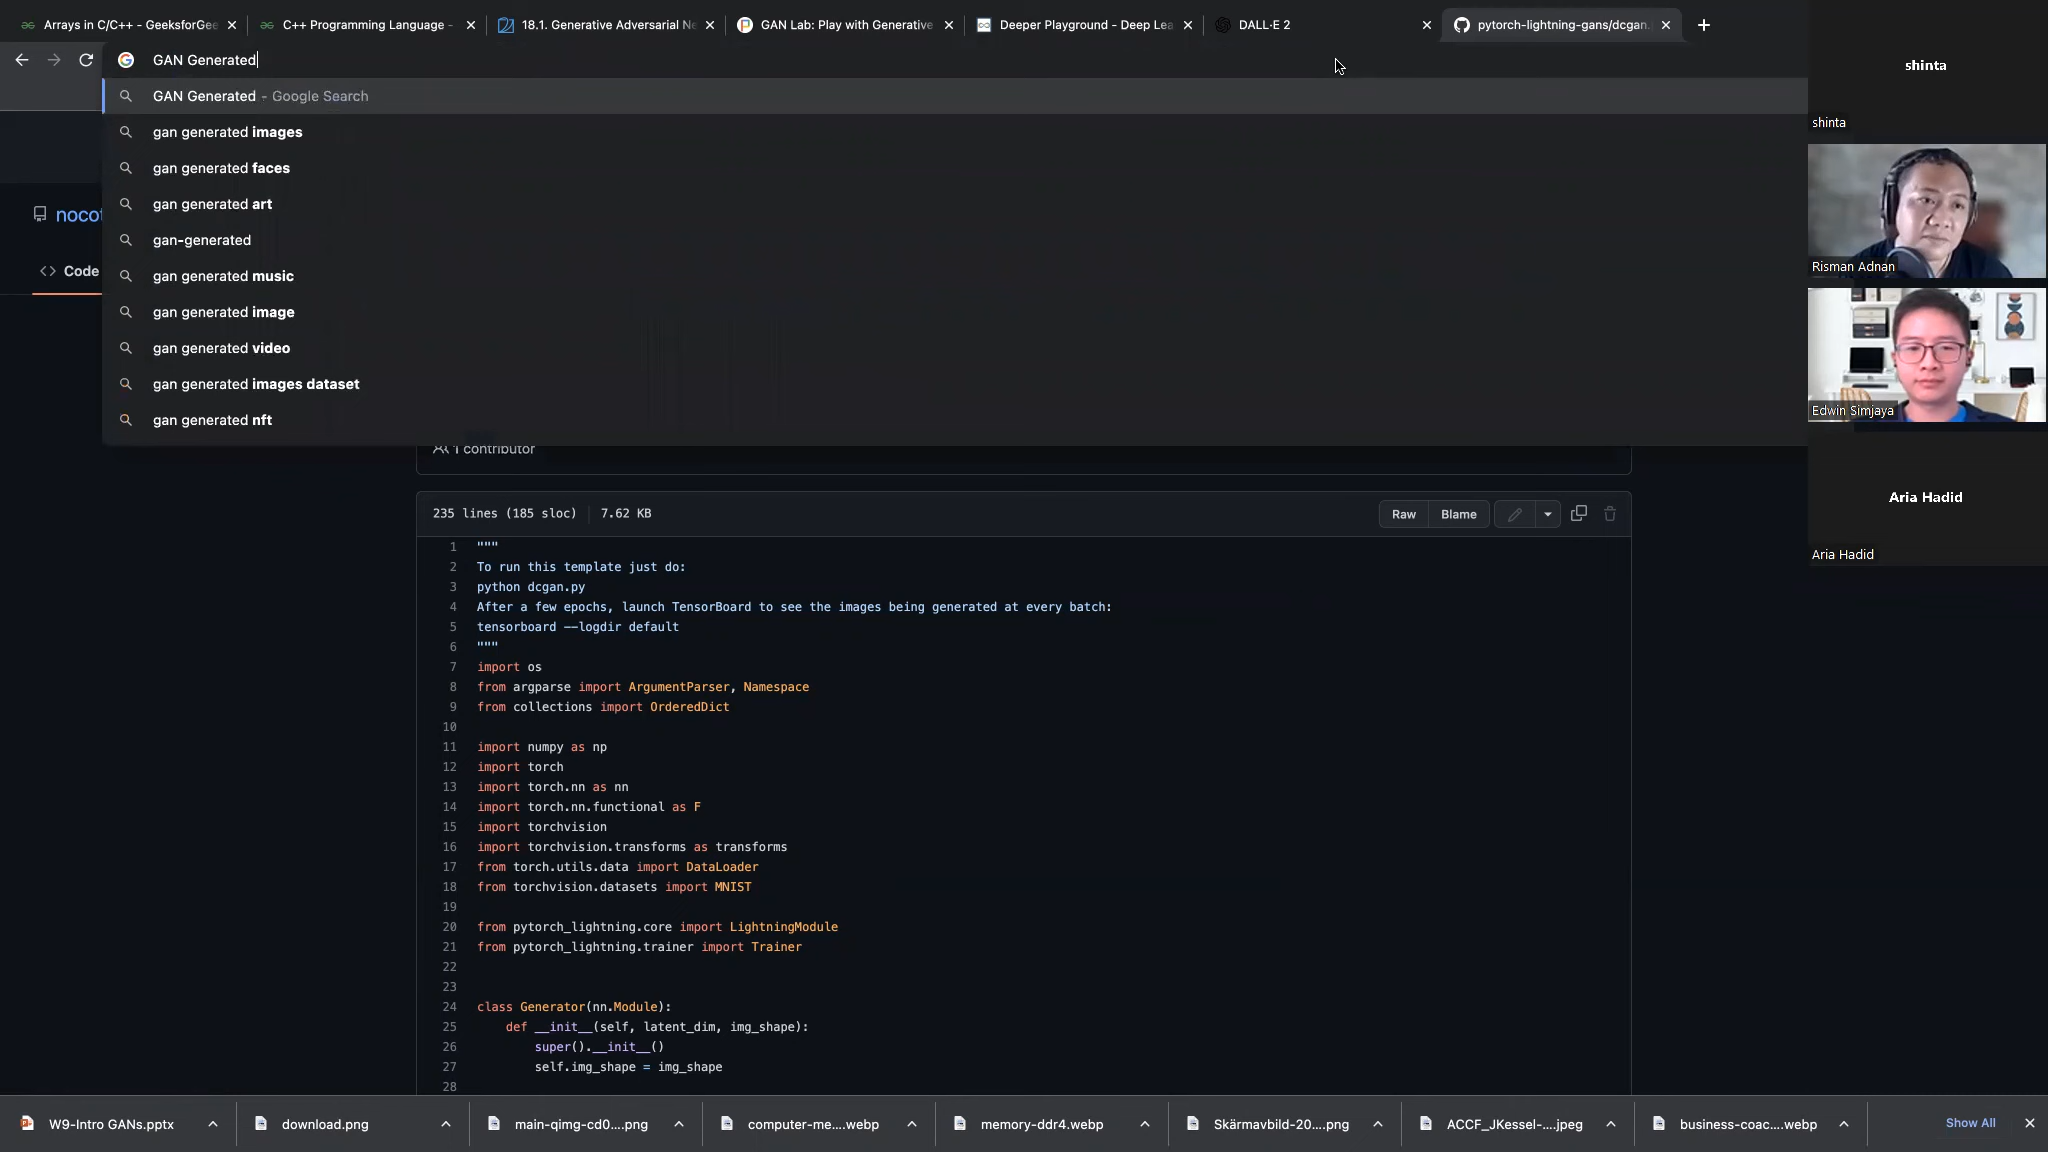 Arrays in C/C++ - GeeksforGee
C++ Programming Language -
18.1. Generative Adversarial Ne
GAN Lab: Play with Generative
Deeper Playground - Deep Lea
DALL·E 2
pytorch-lightning-gans/dcgan.
GAN Generated
GAN Generated - Google Search
gan generated images
gan generated faces
gan generated art
gan-generated
gan generated music
gan generated image
gan generated video
gan generated images dataset
gan generated nft
Code
1 contributor
235 lines (185 sloc) 7.62 KB
Raw Blame
1 """
2 To run this template just do:
3 python dcgan.py
4 After a few epochs, launch TensorBoard to see the images being generated at every batch:
5 tensorboard --logdir default
6 """
7 import os
8 from argparse import ArgumentParser, Namespace
9 from collections import OrderedDict
10
11 import numpy as np
12 import torch
13 import torch.nn as nn
14 import torch.nn.functional as F
15 import torchvision
16 import torchvision.transforms as transforms
17 from torch.utils.data import DataLoader
18 from torchvision.datasets import MNIST
19
20 from pytorch_lightning.core import LightningModule
21 from pytorch_lightning.trainer import Trainer
22
23
24 class Generator(nn.Module):
25 def __init__(self, latent_dim, img_shape):
26 super().__init__()
27 self.img_shape = img_shape
28
shinta
shinta
Risman Adnan
Edwin Simjaya
Aria Hadid
Aria Hadid
W9-Intro GANs.pptx
download.png
main-qimg-cd0....png
computer-me....webp
memory-ddr4.webp
Skärmavbild-20....png
ACCF_JKessel-....jpeg
business-coac....webp
Show All